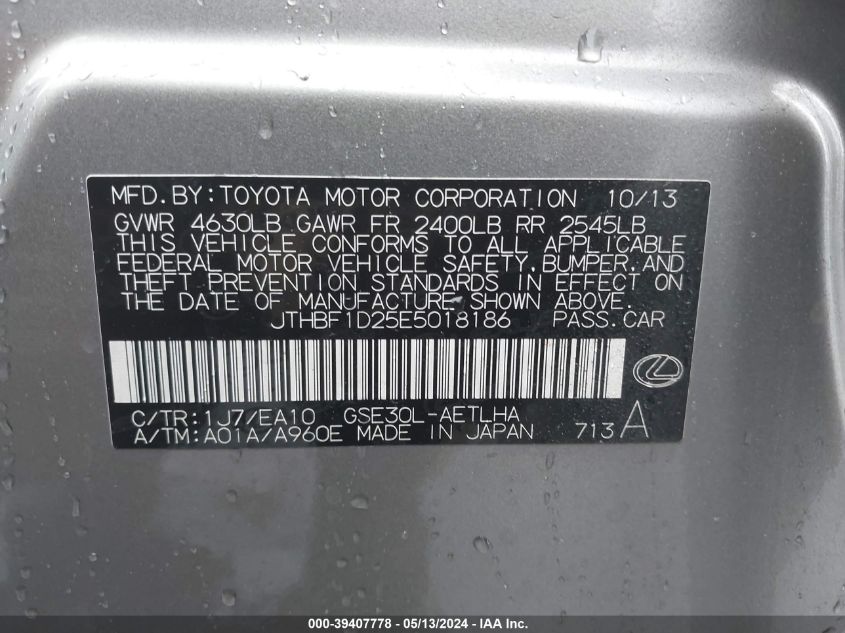 MFD.BY:TOYOTA MOTOR CORPORATION 10/13
GVWR 4630LB GAWR FR 2400LB RR 2545LB
THIS VEHICLE CONFORMS TO ALL APPLICABLE
FEDERAL MOTOR VEHICLE SAFETY,BUMPER,AND
THEFT PREVENTION STANDARDS IN EFFECT ON
THE DATE OF MANUFACTURE SHOWN ABOVE.
JTHBF1D25E5018186 PASS.CAR
C/TR:1J7/EA10 GSE30L-AETLHA
A/TM:A01A/A960E MADE IN JAPAN 713 A
000-39407778 - 05/13/2024 - IAA Inc.